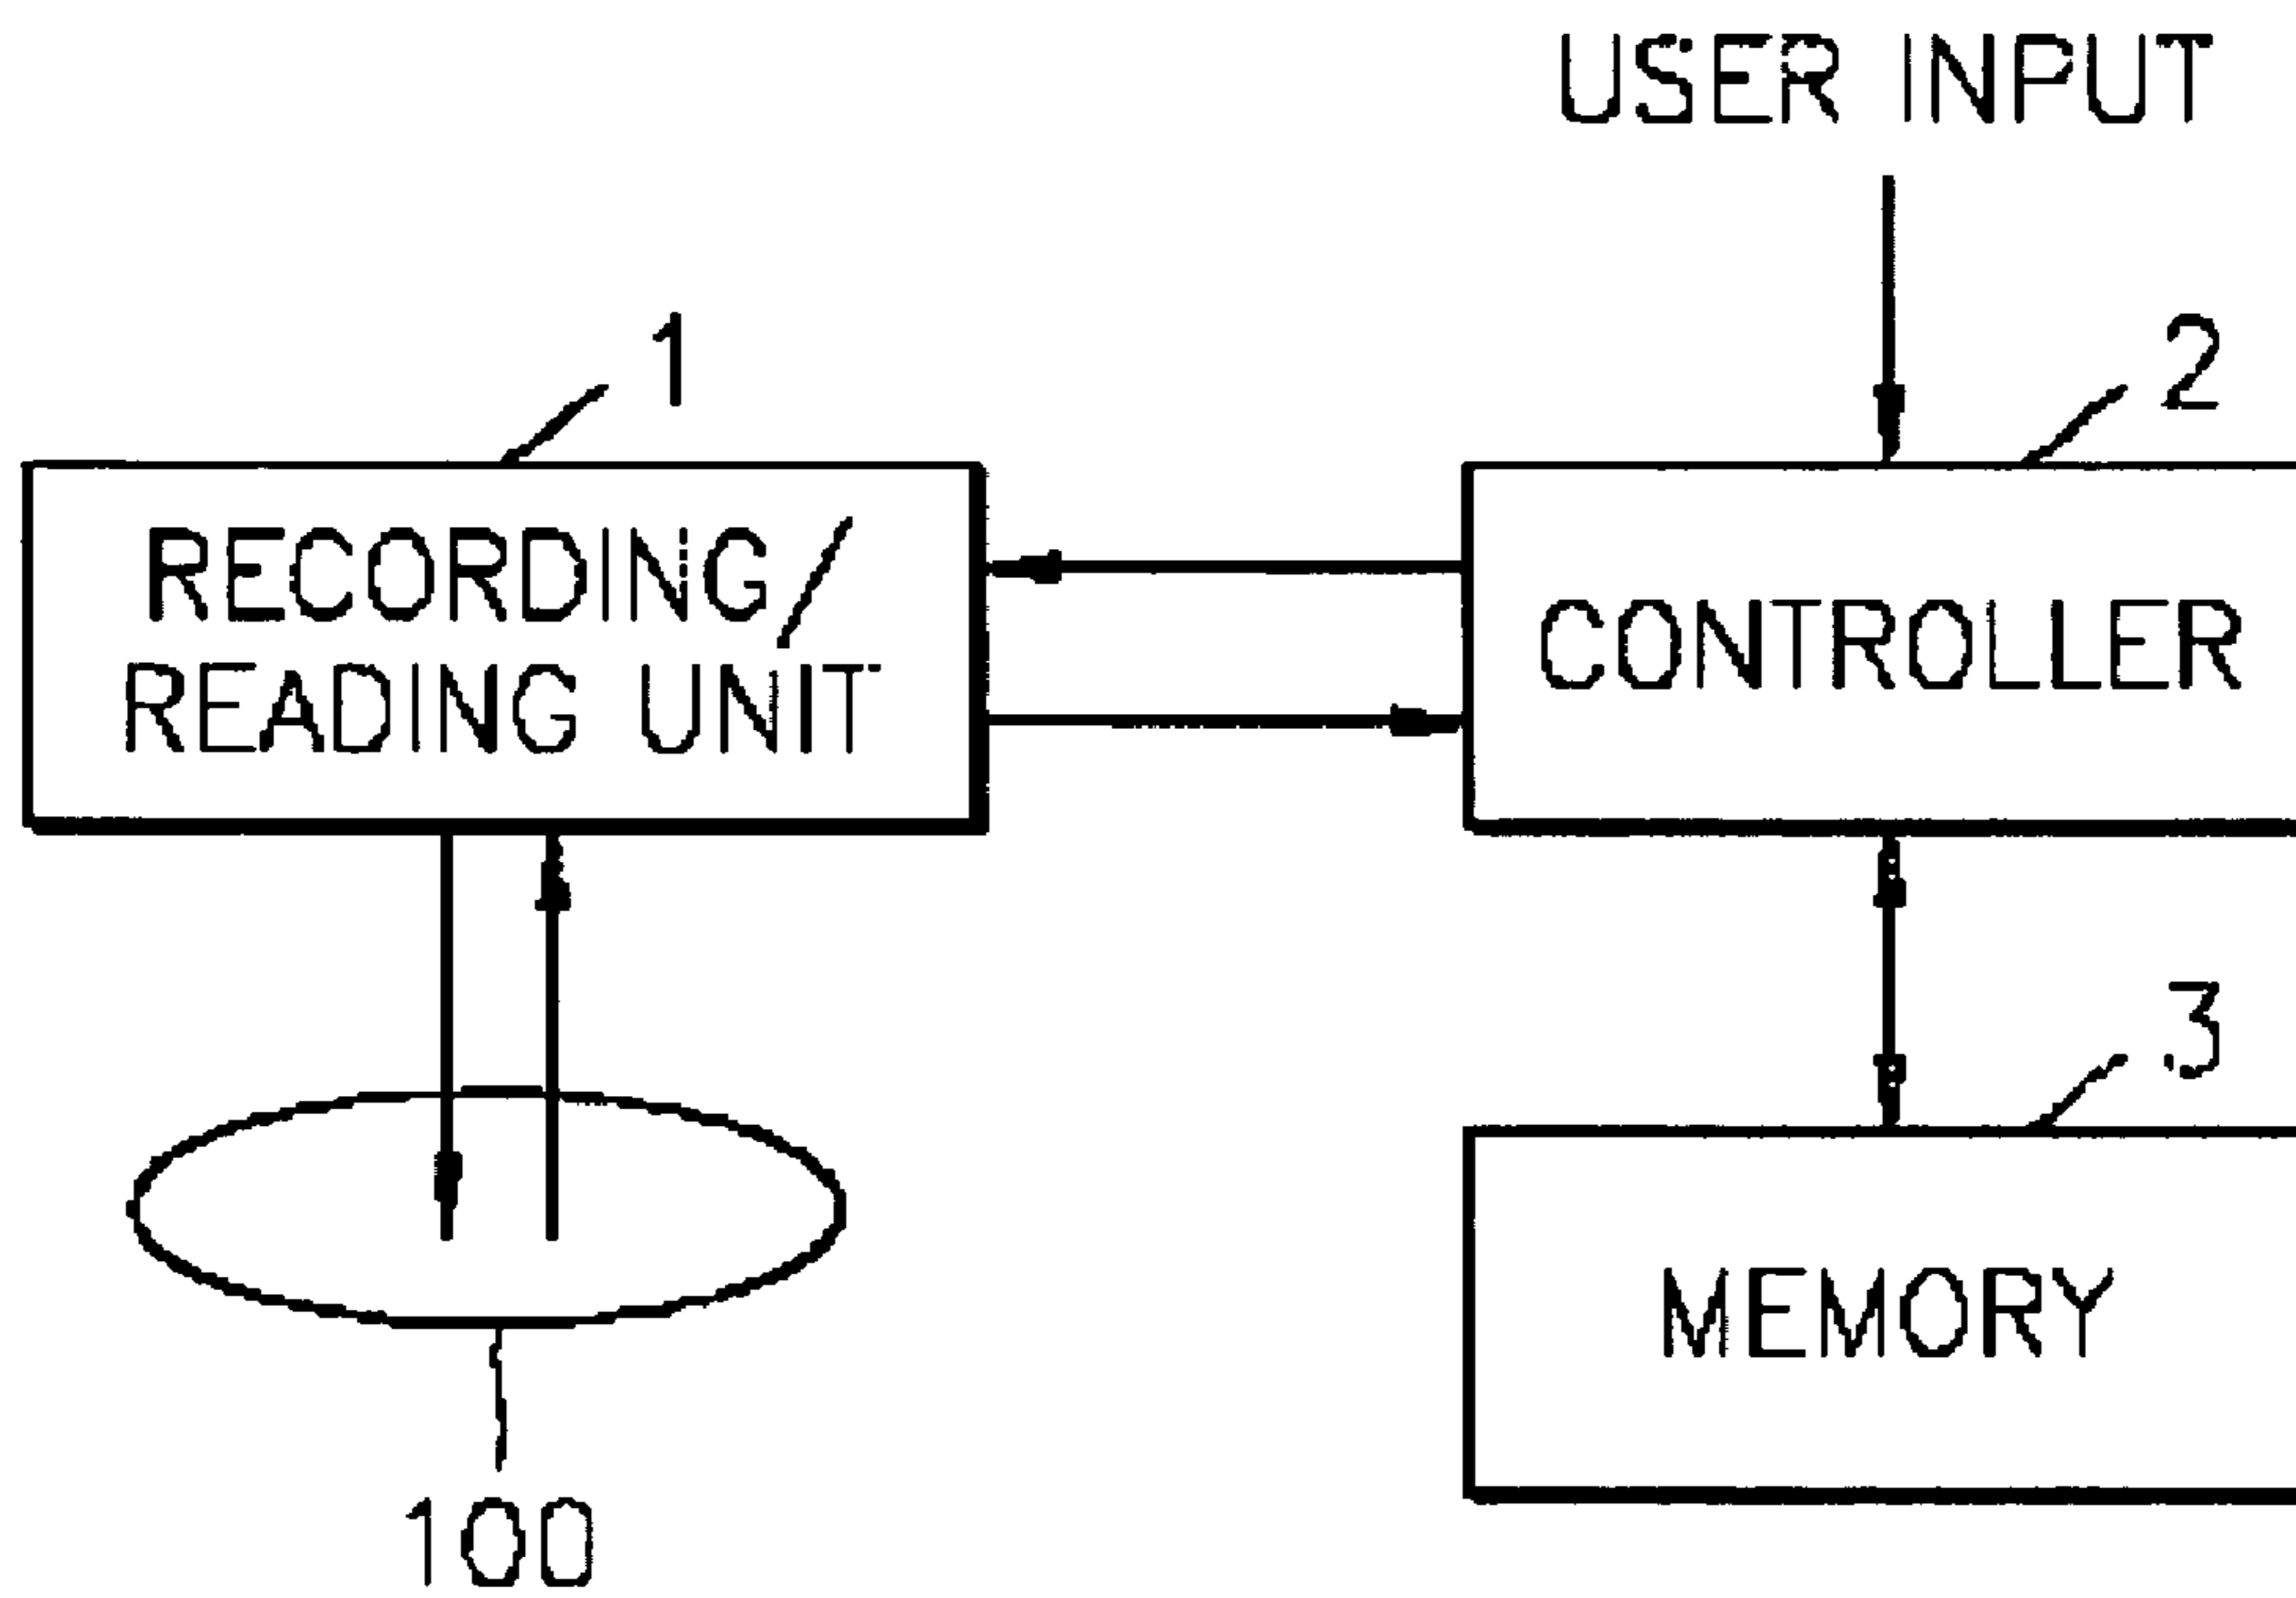 USER INPUT
1
2
RECORDING/
READING UNIT
CONTROLLER
3
MEMORY
100